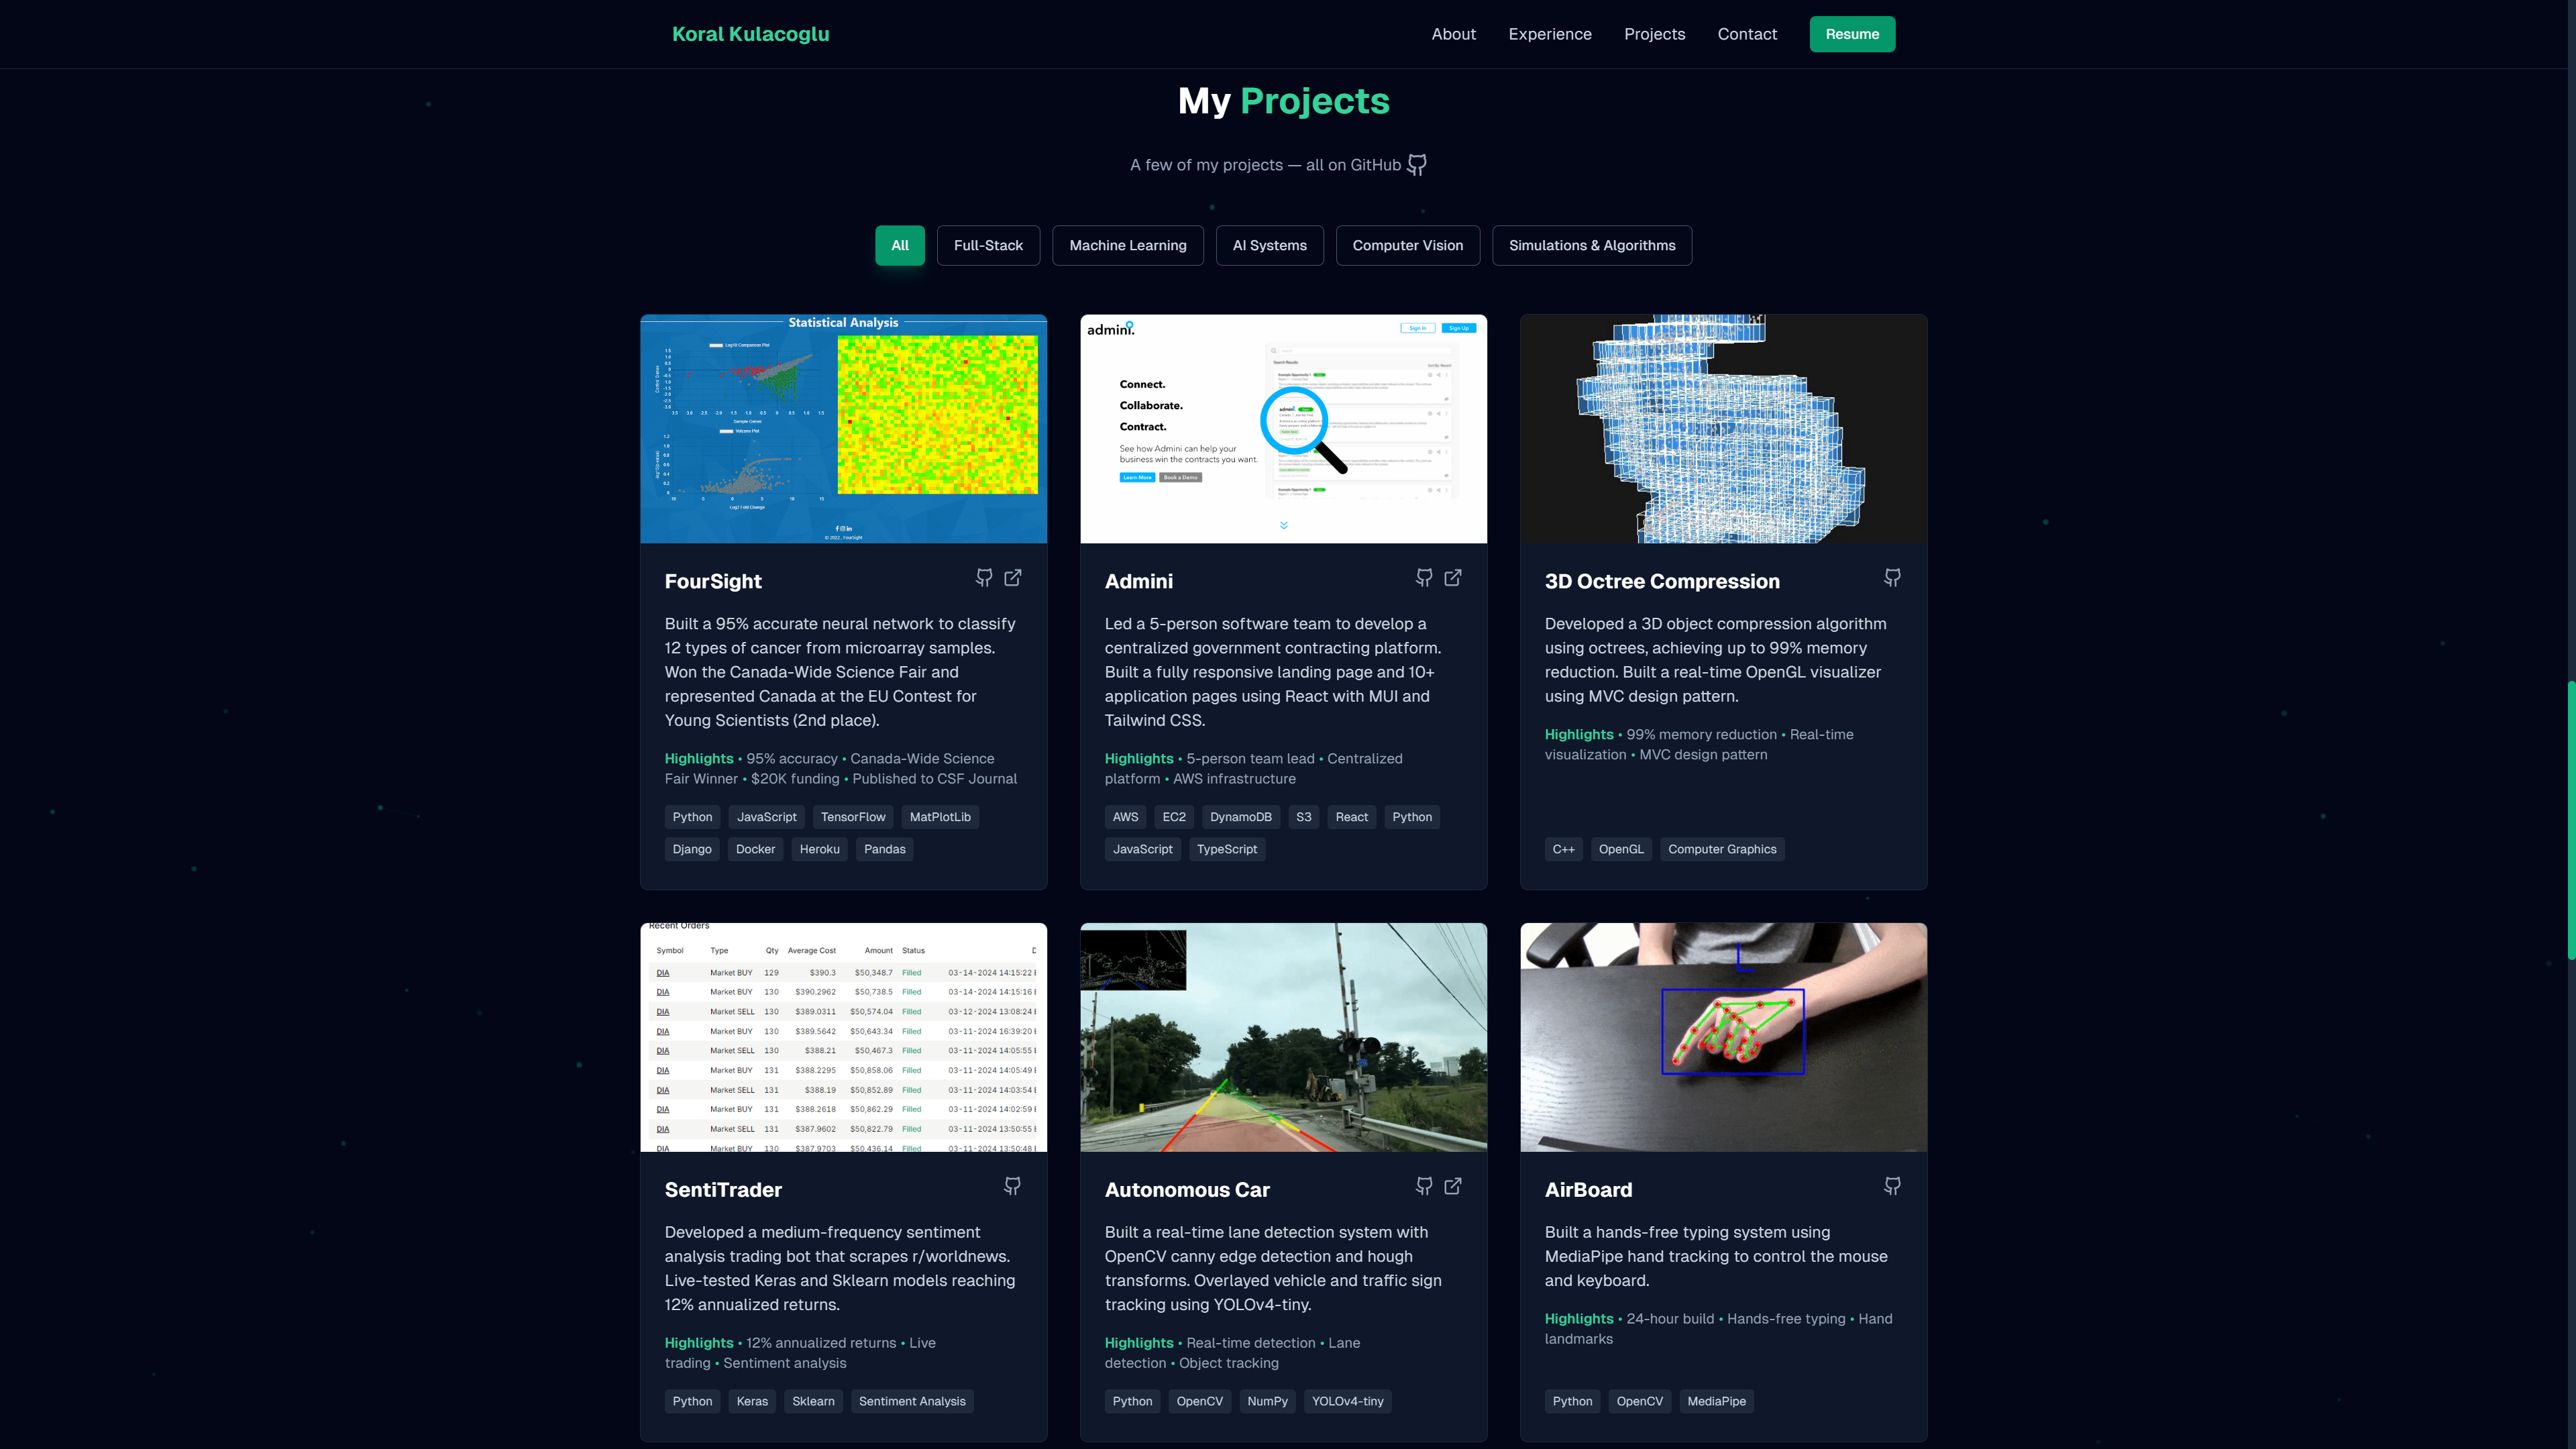 Koral Kulacoglu
About
Experience
Projects
Contact
Resume
My Projects
A few of my projects — all on GitHub
All
Full-Stack
Machine Learning
AI Systems
Computer Vision
Simulations & Algorithms
Statistical Analysis
Log10 Comparison Plot
Sample Genes
Volcano Plot
Log2 Fold Change
© 2022, FourSight
FourSight
Built a 95% accurate neural network to classify
12 types of cancer from microarray samples.
Won the Canada-Wide Science Fair and
represented Canada at the EU Contest for
Young Scientists (2nd place).
Highlights • 95% accuracy • Canada-Wide Science
Fair Winner • $20K funding • Published to CSF Journal
Python JavaScript TensorFlow MatPlotLib
Django Docker Heroku Pandas
admini.
Sign In
Sign Up
Connect.
Collaborate.
Contract.
See how Admini can help your
business win the contracts you want.
Learn More
Book a Demo
Admini
Led a 5-person software team to develop a
centralized government contracting platform.
Built a fully responsive landing page and 10+
application pages using React with MUI and
Tailwind CSS.
Highlights • 5-person team lead • Centralized
platform • AWS infrastructure
AWS EC2 DynamoDB S3 React Python
JavaScript TypeScript
3D Octree Compression
Developed a 3D object compression algorithm
using octrees, achieving up to 99% memory
reduction. Built a real-time OpenGL visualizer
using MVC design pattern.
Highlights • 99% memory reduction • Real-time
visualization • MVC design pattern
C++ OpenGL Computer Graphics
Recent Orders
Symbol Type Qty Average Cost Amount Status
DIA Market BUY 129 $390.3 $50,348.7 Filled 03-14-2024 14:15:22
DIA Market BUY 130 $390.2962 $50,738.5 Filled 03-14-2024 14:15:16
DIA Market SELL 130 $389.0311 $50,574.04 Filled 03-12-2024 13:08:24
DIA Market BUY 130 $389.5642 $50,643.34 Filled 03-11-2024 16:39:20
DIA Market SELL 130 $388.21 $50,467.3 Filled 03-11-2024 14:05:55
DIA Market BUY 131 $388.2295 $50,858.06 Filled 03-11-2024 14:05:49
DIA Market SELL 131 $388.19 $50,852.89 Filled 03-11-2024 14:03:54
DIA Market BUY 131 $388.2618 $50,862.29 Filled 03-11-2024 14:02:59
DIA Market SELL 131 $387.9602 $50,822.79 Filled 03-11-2024 13:50:55
DIA Market BUY 130 $387.9703 $50,436.14 Filled 03-11-2024 13:50:48
SentiTrader
Developed a medium-frequency sentiment
analysis trading bot that scrapes r/worldnews.
Live-tested Keras and Sklearn models reaching
12% annualized returns.
Highlights • 12% annualized returns • Live
trading • Sentiment analysis
Python Keras Sklearn Sentiment Analysis
Autonomous Car
Built a real-time lane detection system with
OpenCV canny edge detection and hough
transforms. Overlayed vehicle and traffic sign
tracking using YOLOv4-tiny.
Highlights • Real-time detection • Lane
detection • Object tracking
Python OpenCV NumPy YOLOv4-tiny
AirBoard
Built a hands-free typing system using
MediaPipe hand tracking to control the mouse
and keyboard.
Highlights • 24-hour build • Hands-free typing • Hand
landmarks
Python OpenCV MediaPipe